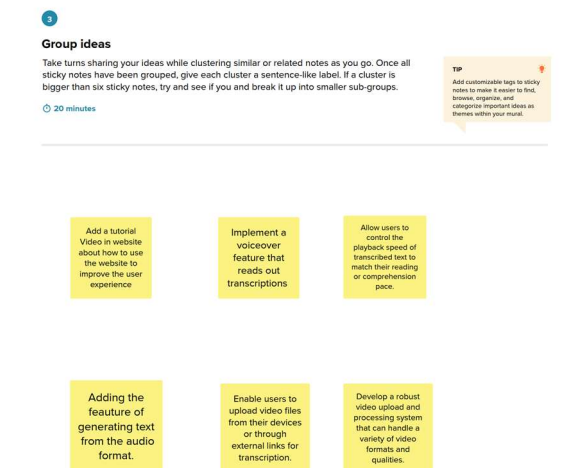 3
Group ideas
Take turns sharing your ideas while clustering similar or related notes as you go. Once all
sticky notes have been grouped, give each cluster a sentence-like label. If a cluster is
bigger than six sticky notes, try and see if you and break it up into smaller sub-groups.
20 minutes
TIP
Add customizable tags to sticky
notes to make it easier to find,
browse, organize, and
categorize important ideas as
themes within your mural.
Add a tutorial
Video in website
about how to use
the website to
improve the user
experience
Implement a
voiceover
feature that
reads out
transcriptions
Allow users to
control the
playback speed of
transcribed text to
match their reading
or comprehension
pace.
Adding the
feauture of
generating text
from the audio
format.
Enable users to
upload video files
from their devices
or through
external links for
transcription.
Develop a robust
video upload and
processing system
that can handle a
variety of video
formats and
qualities.